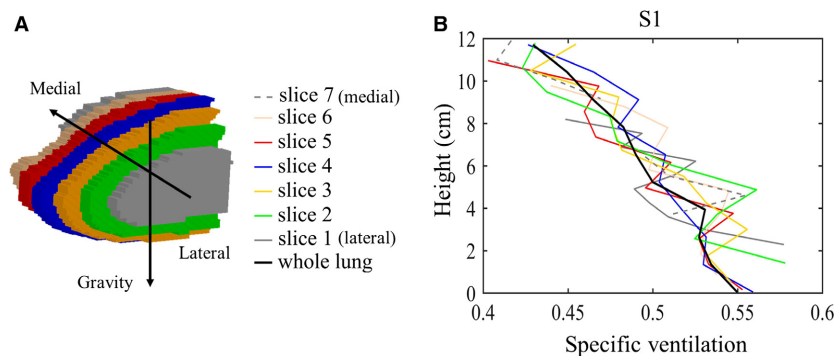 A
Medial
Lateral
Gravity
slice 7 (medial)
slice 6
slice 5
slice 4
slice 3
slice 2
slice 1 (lateral)
whole lung
B
S1
Height (cm)
12
10
8
6
4
2
0
0.4
0.45
0.5
0.55
0.6
Specific ventilation